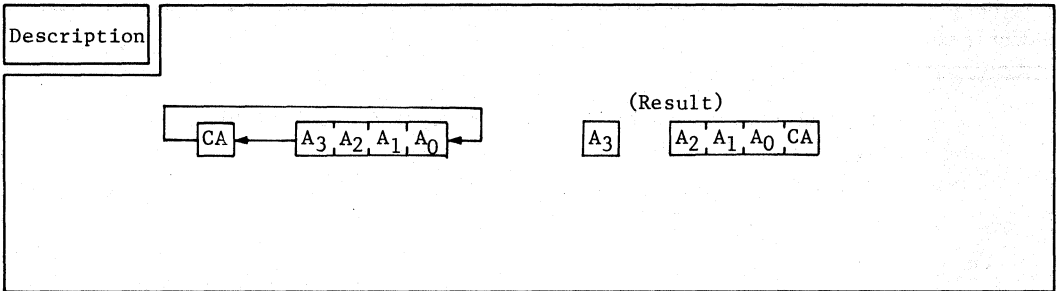 Description
(Result)
CA A₃ A₂ A₁ A₀ A₃ A₂ A₁ A₀ CA